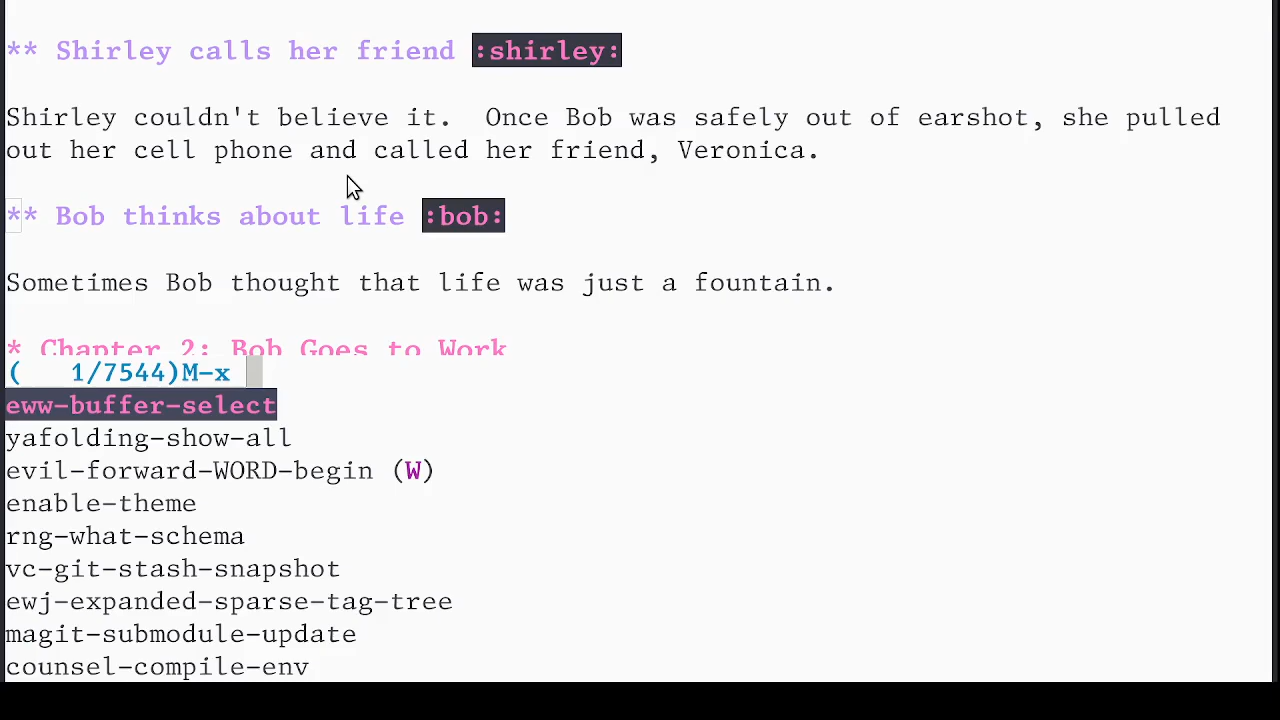 ** Shirley calls her friend :shirley:
Shirley couldn't believe it.  Once Bob was safely out of earshot, she pulled
out her cell phone and called her friend, Veronica.
** Bob thinks about life :bob:
Sometimes Bob thought that life was just a fountain.
* Chapter 2: Bob Goes to Work
(   1/7544)M-x
eww-buffer-select
yafolding-show-all
evil-forward-WORD-begin (W)
enable-theme
rng-what-schema
vc-git-stash-snapshot
ewj-expanded-sparse-tag-tree
magit-submodule-update
counsel-compile-env